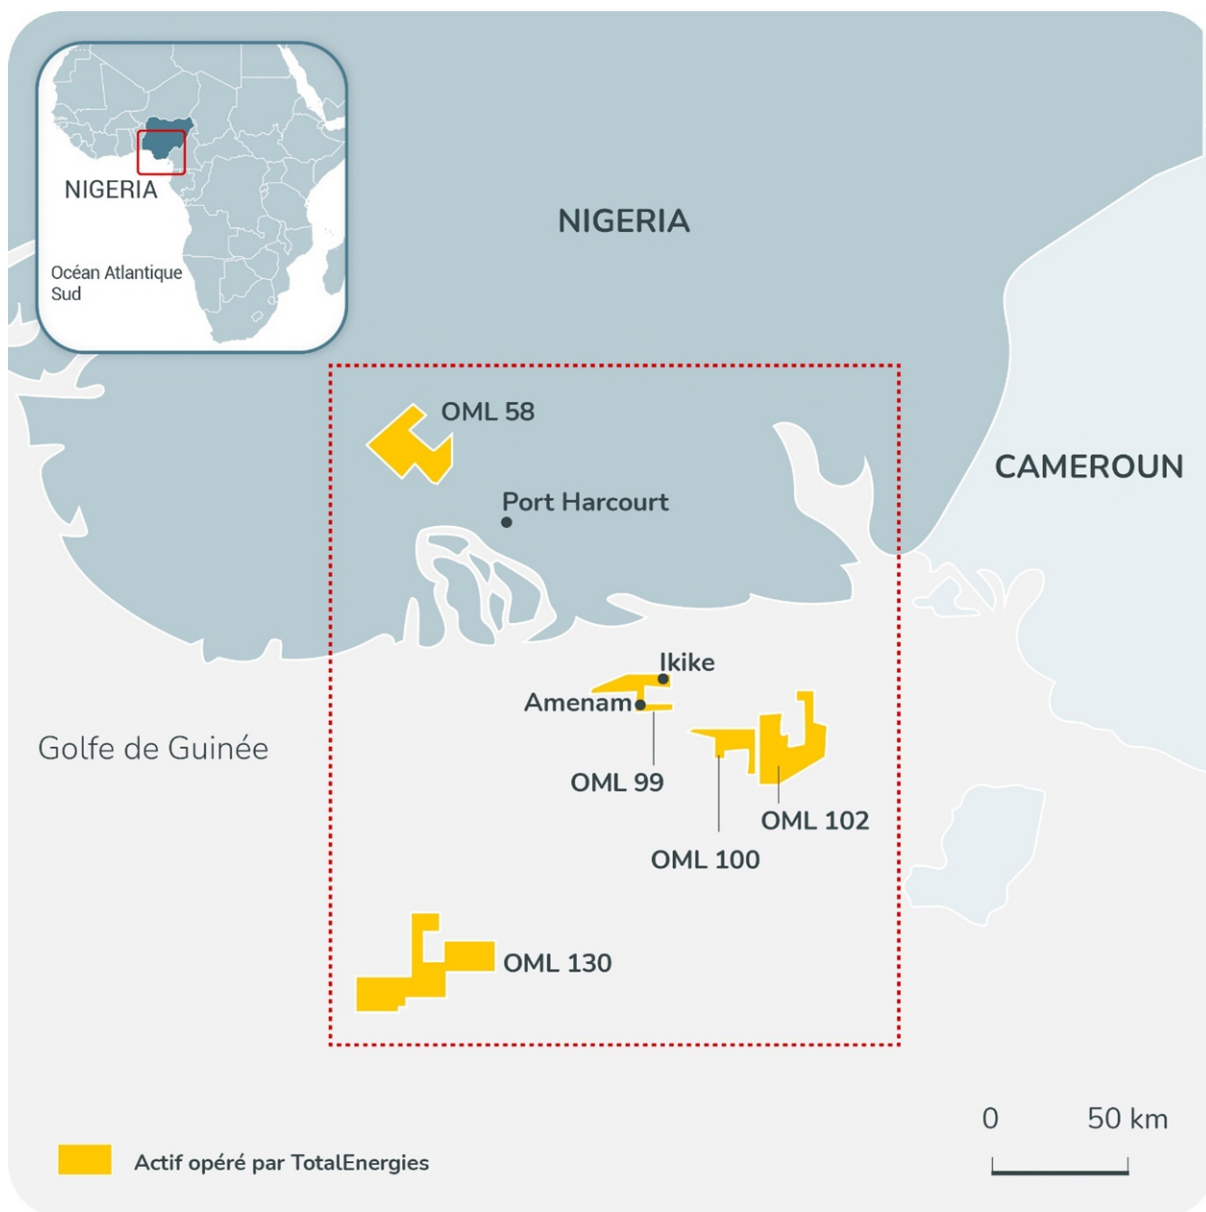 NIGERIA
Océan Atlantique
Sud
NIGERIA
CAMEROUN
OML 58
Port Harcourt
Ikike
Amenam
Golfe de Guinée
OML 99
OML 102
OML 100
OML 130
0 50 km
Actif opéré par TotalEnergies